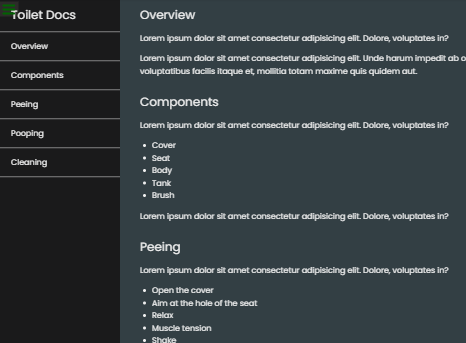 Toilet Docs
Overview
Components
Peeing
Pooping
Cleaning
Overview
Lorem ipsum dolor sit amet consectetur adipisicing elit. Dolore, voluptates in?
Lorem ipsum dolor sit amet consectetur adipisicing elit. Unde harum impedit ab
voluptatibus facilis itaque et, mollitia totam maxime quis quidem aut.
Components
Lorem ipsum dolor sit amet consectetur adipisicing elit. Dolore, voluptates in?
Cover
Seat
Body
Tank
Brush
Lorem ipsum dolor sit amet consectetur adipisicing elit. Dolore, voluptates in?
Peeing
Lorem ipsum dolor sit amet consectetur adipisicing elit. Dolore, voluptates in?
Open the cover
Aim at the hole of the seat
Relax
Muscle tension
Shake